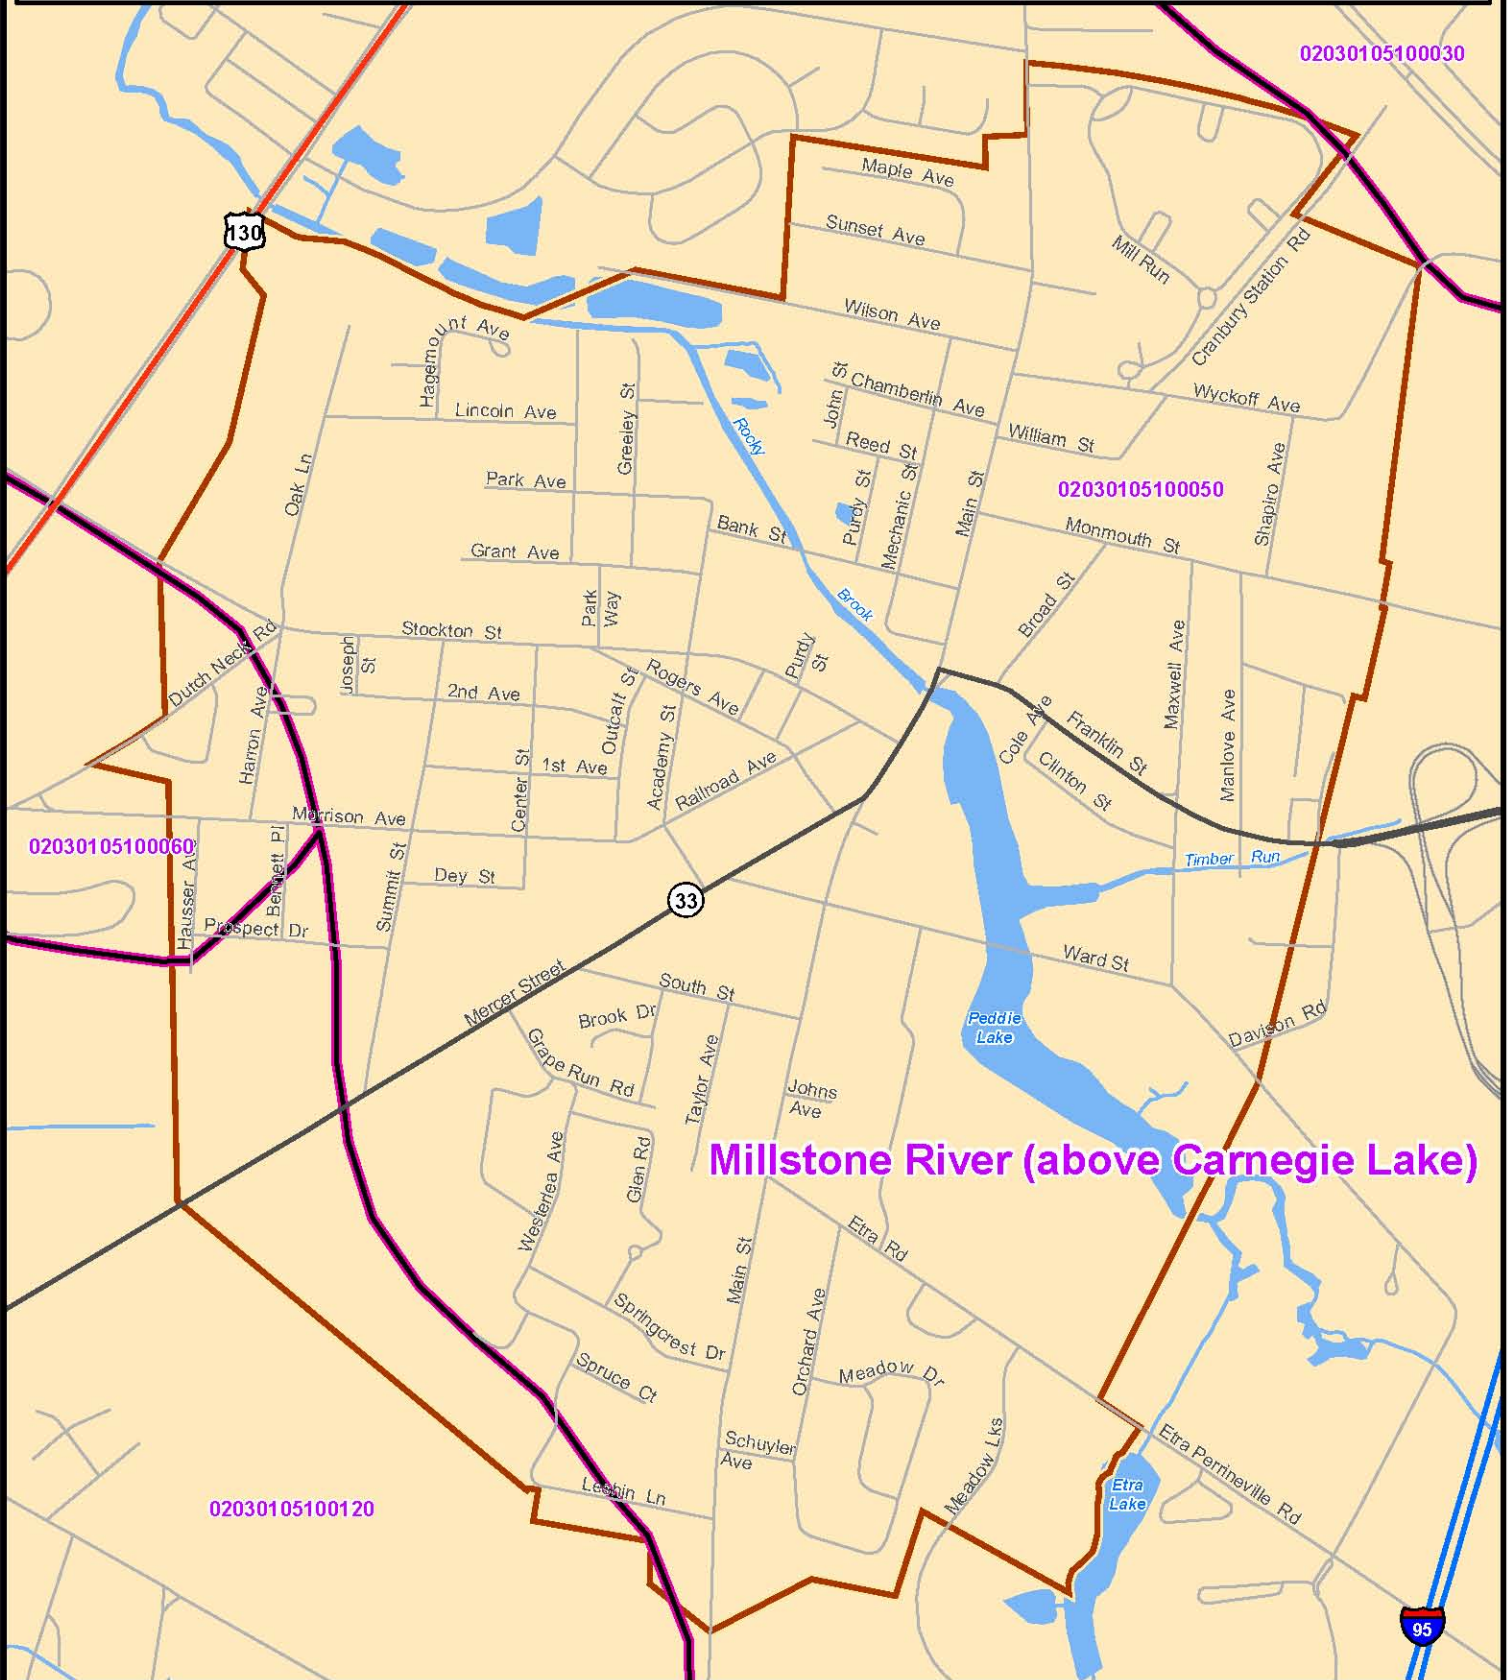 02030105100030
130
Maple Ave
Sunset Ave
Mill Run
Cranbury Station Rd
Wilson Ave
Hagemount Ave
Lincoln Ave
Greeley St
John St
Chamberlin Ave
Wyckoff Ave
Rocky
Reed St
William St
Oak Ln
Park Ave
Purdy St
Mechanic St
Main St
02030105100050
Shapiro Ave
Bank St
Monmouth St
Grant Ave
Park Way
Brook
Broad St
Stockton St
Dutch Neck Rd
Joseph St
Purdy St
Maxwell Ave
2nd Ave
Rogers Ave
Harron Ave
Outcalt St
Academy St
Cole Ave
Franklin St
Manlove Ave
Center St
1st Ave
Railroad Ave
Clinton St
Morrison Ave
02030105100060
Hausser Av
Bennett Pl
Summit St
Dey St
Timber Run
33
Prospect Dr
Ward St
Mercer Street
South St
Brook Dr
Peddie
Lake
Davison Rd
Grape Run Rd
Taylor Ave
Johns
Ave
Westerlea Ave
Glen Rd
Millstone River (above Carnegie Lake)
Etra Rd
Main St
Springcrest Dr
Orchard Ave
Spruce Ct
Meadow Dr
Schuyler
Ave
Meadow Lks
Etra Perrineville Rd
Leshin Ln
Etra
Lake
02030105100120
95